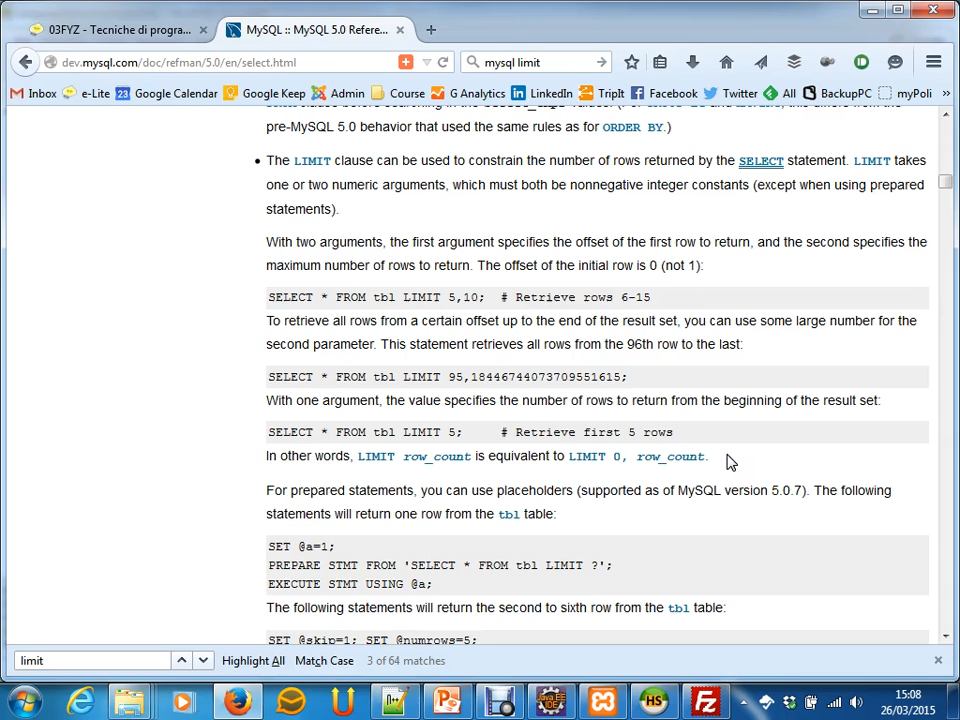 03FYZ - Tecniche di progra...
MySQL :: MySQL 5.0 Refere...
dev.mysql.com/doc/refman/5.0/en/select.html
mysql limit
Inbox
e-Lite
23 Google Calendar
Google Keep
Admin
Course
G Analytics
LinkedIn
TripIt
Facebook
Twitter
All
BackupPC
myPoli
pre-MySQL 5.0 behavior that used the same rules as for ORDER BY.)
• The LIMIT clause can be used to constrain the number of rows returned by the SELECT statement. LIMIT takes
one or two numeric arguments, which must both be nonnegative integer constants (except when using prepared
statements).
With two arguments, the first argument specifies the offset of the first row to return, and the second specifies the
maximum number of rows to return. The offset of the initial row is 0 (not 1):
SELECT * FROM tbl LIMIT 5,10; # Retrieve rows 6-15
To retrieve all rows from a certain offset up to the end of the result set, you can use some large number for the
second parameter. This statement retrieves all rows from the 96th row to the last:
SELECT * FROM tbl LIMIT 95,18446744073709551615;
With one argument, the value specifies the number of rows to return from the beginning of the result set:
SELECT * FROM tbl LIMIT 5; # Retrieve first 5 rows
In other words, LIMIT row_count is equivalent to LIMIT 0, row_count.
For prepared statements, you can use placeholders (supported as of MySQL version 5.0.7). The following
statements will return one row from the tbl table:
SET @a=1;
PREPARE STMT FROM 'SELECT * FROM tbl LIMIT ?';
EXECUTE STMT USING @a;
The following statements will return the second to sixth row from the tbl table:
SET @skip=1; SET @numrows=5;
limit
Highlight All
Match Case
3 of 64 matches
15:08
26/03/2015